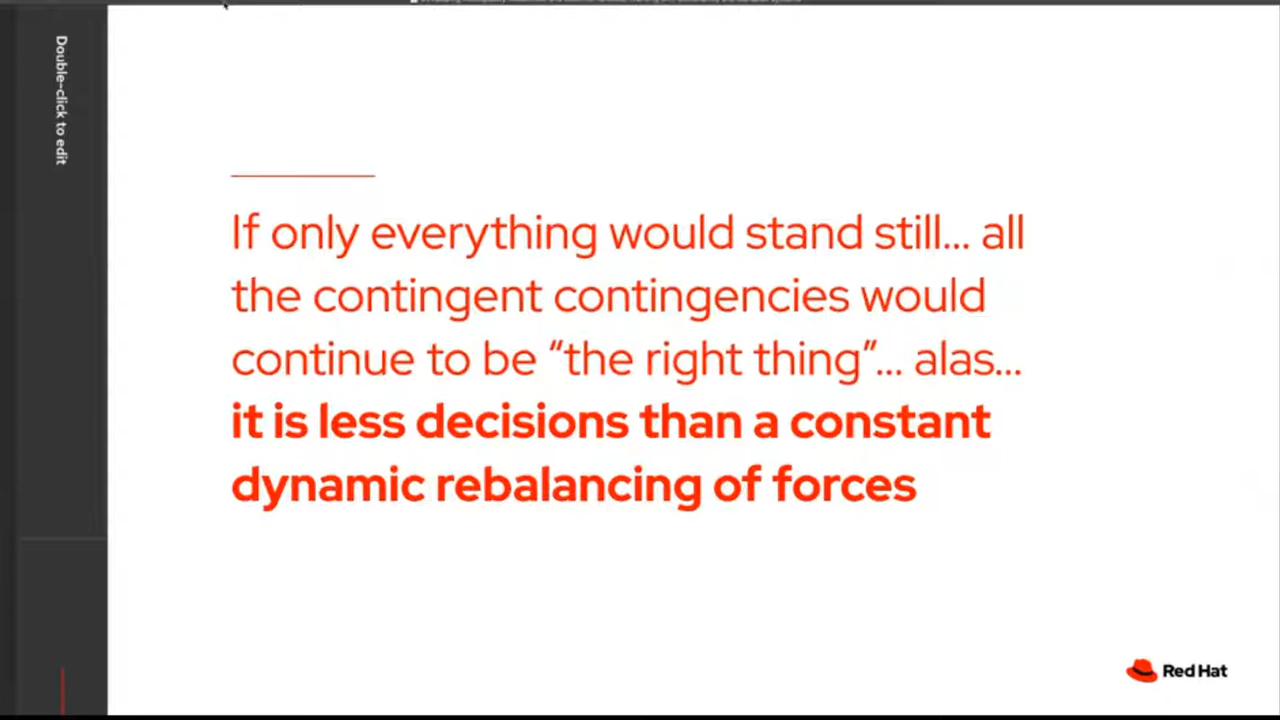 Double-click to edit
If only everything would stand still... all
the contingent contingencies would
continue to be “the right thing”... alas...
it is less decisions than a constant
dynamic rebalancing of forces
Red Hat